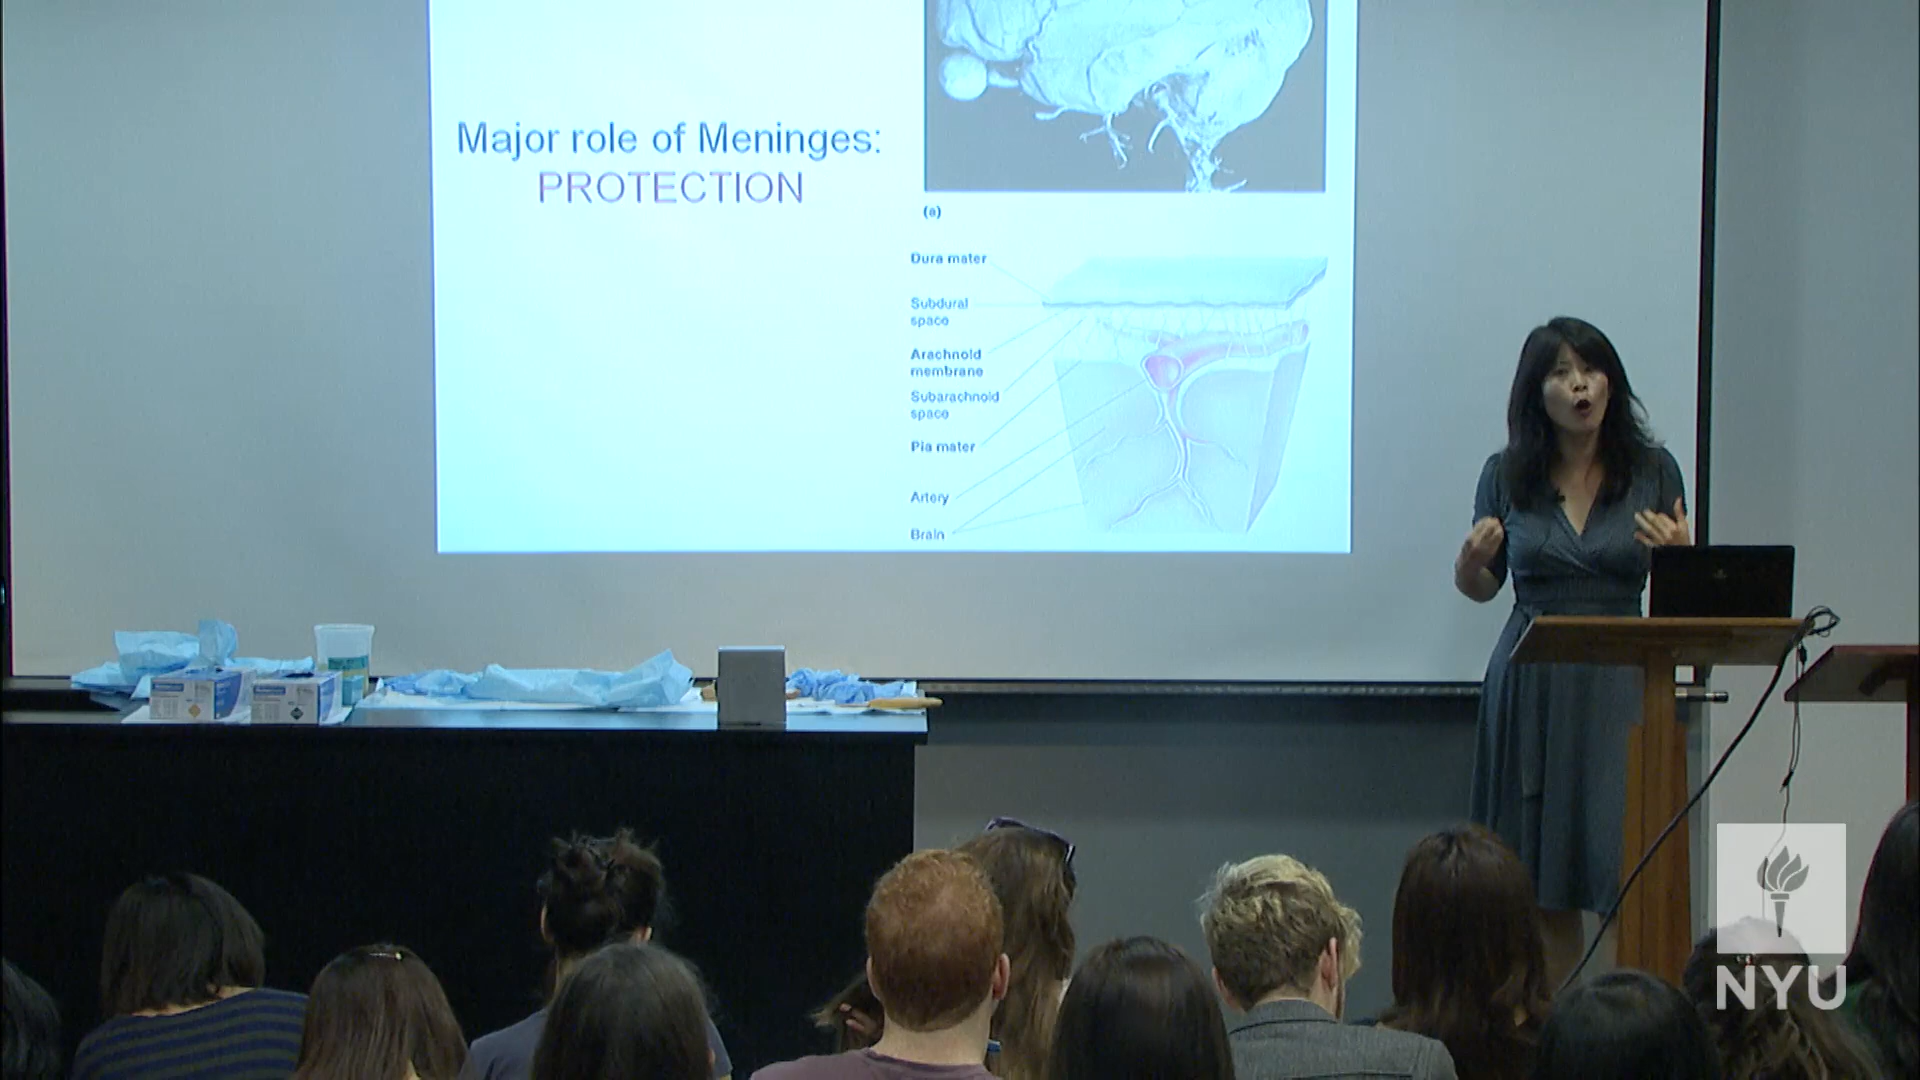 Major role of Meninges:
PROTECTION
(a)
Dura mater
Subdural
space
Arachnoid
membrane
Subarachnoid
space
Pia mater
Artery
Brain
NYU